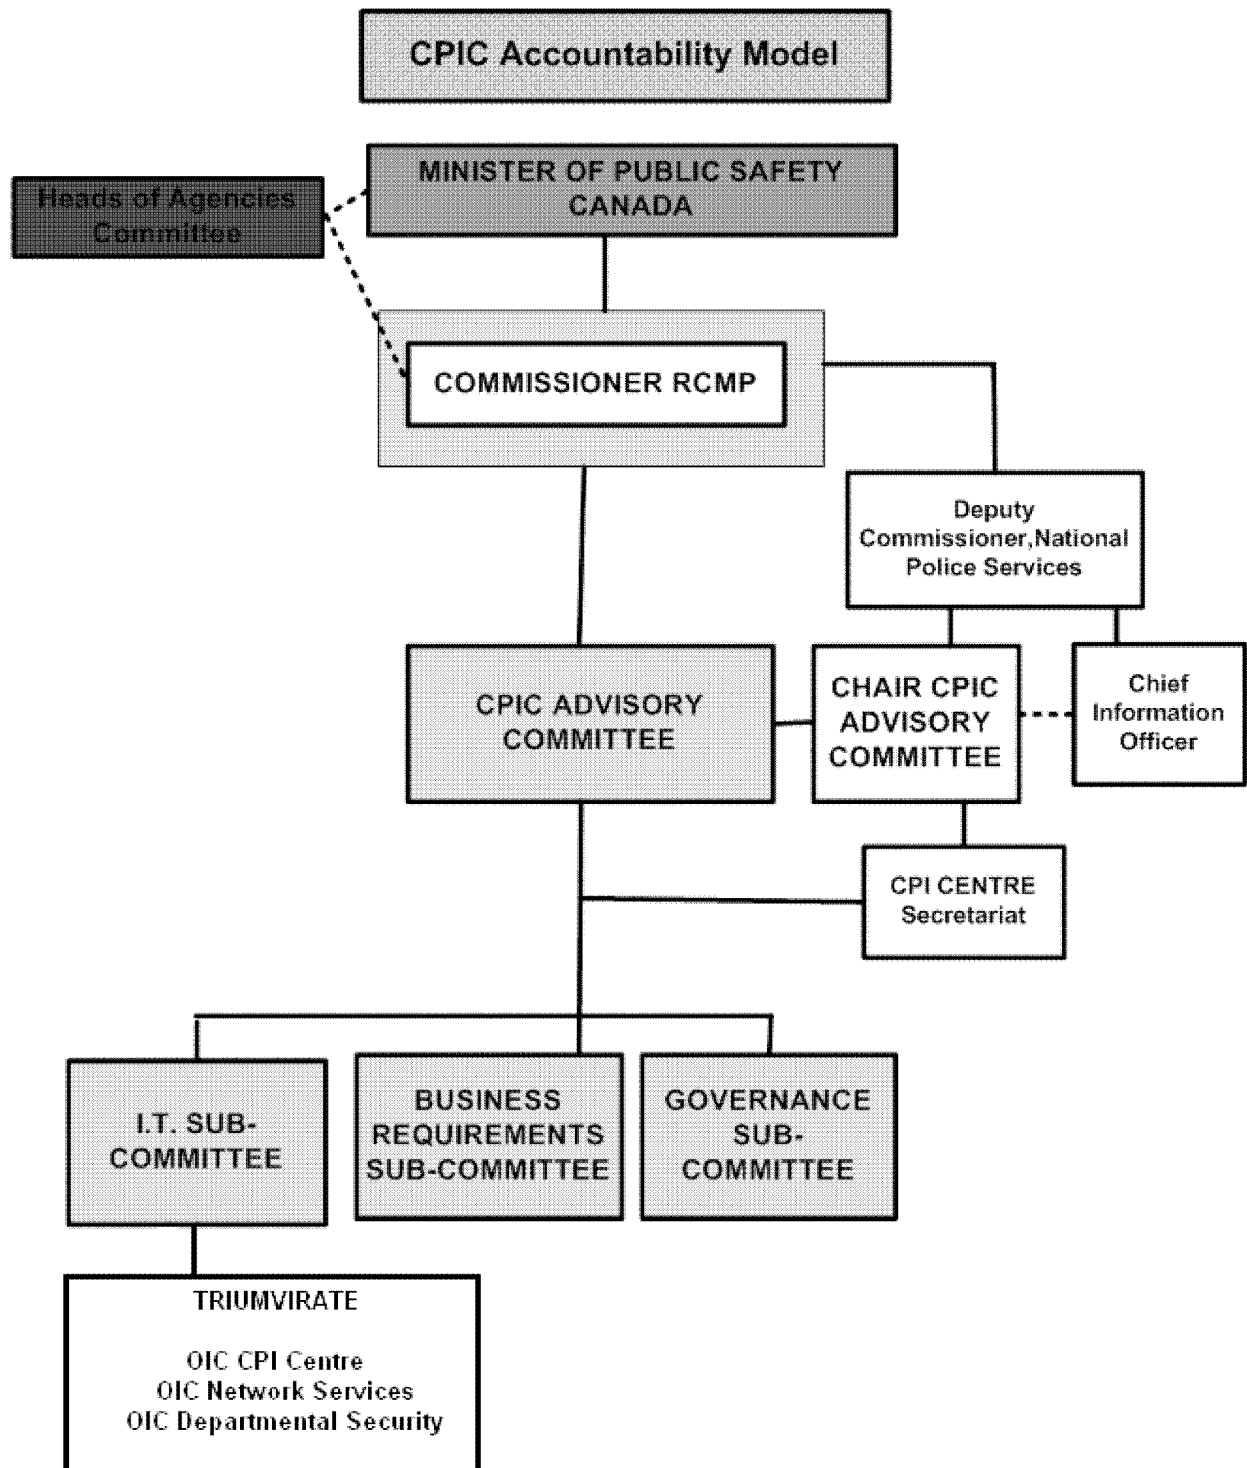 CPIC Accountability Model
MINISTER OF PUBLIC SAFETY
CANADA
Heads of Agencies
Committee
COMMISSIONER RCMP
Deputy
Commissioner,National
Police Services
CPIC ADVISORY
COMMITTEE
CHAIR CPIC
ADVISORY
COMMITTEE
Chief
Information
Officer
CPI CENTRE
Secretariat
I.T. SUB-
COMMITTEE
BUSINESS
REQUIREMENTS
SUB-COMMITTEE
GOVERNANCE
SUB-
COMMITTEE
TRIUMVIRATE
OIC CPI Centre
OIC Network Services
OIC Departmental Security